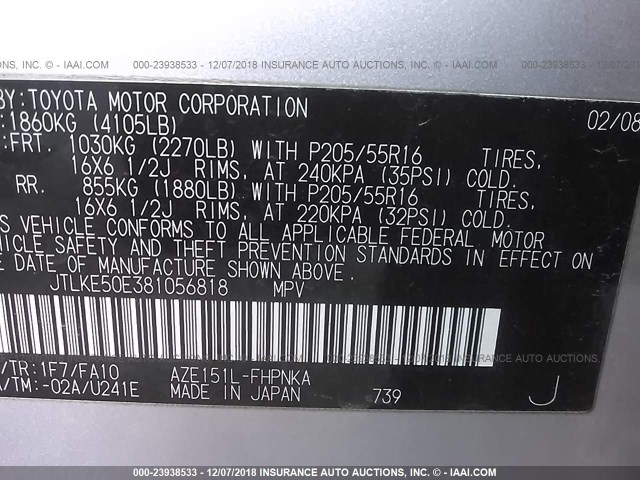 000-23938533 - 12/07/2018 INSURANCE AUTO AUCTIONS, INC. - IAAI.COM
BY: TOYOTA MOTOR CORPORATION 02/08
: 1860KG (4105LB)
: FRT. 1030KG (2270LB) WITH P205/55R16 TIRES,
16X6 1/2J RIMS, AT 240KPA (35PSI) COLD.
RR. 855KG (1880LB) WITH P205/55R16 TIRES,
16X6 1/2J RIMS, AT 220KPA (32PSI) COLD.
S VEHICLE CONFORMS TO ALL APPLICABLE FEDERAL MOTOR
HICLE SAFETY AND THEFT PREVENTION STANDARDS IN EFFECT
E DATE OF MANUFACTURE SHOWN ABOVE.
JTLKE50E381056818 MPV
/TR: 1F7/FA10 AZE151L-FHPNKA
A/TM: -02A/U241E MADE IN JAPAN 739 J
000-23938533 - 12/07/2018 INSURANCE AUTO AUCTIONS, INC. - IAAI.COM